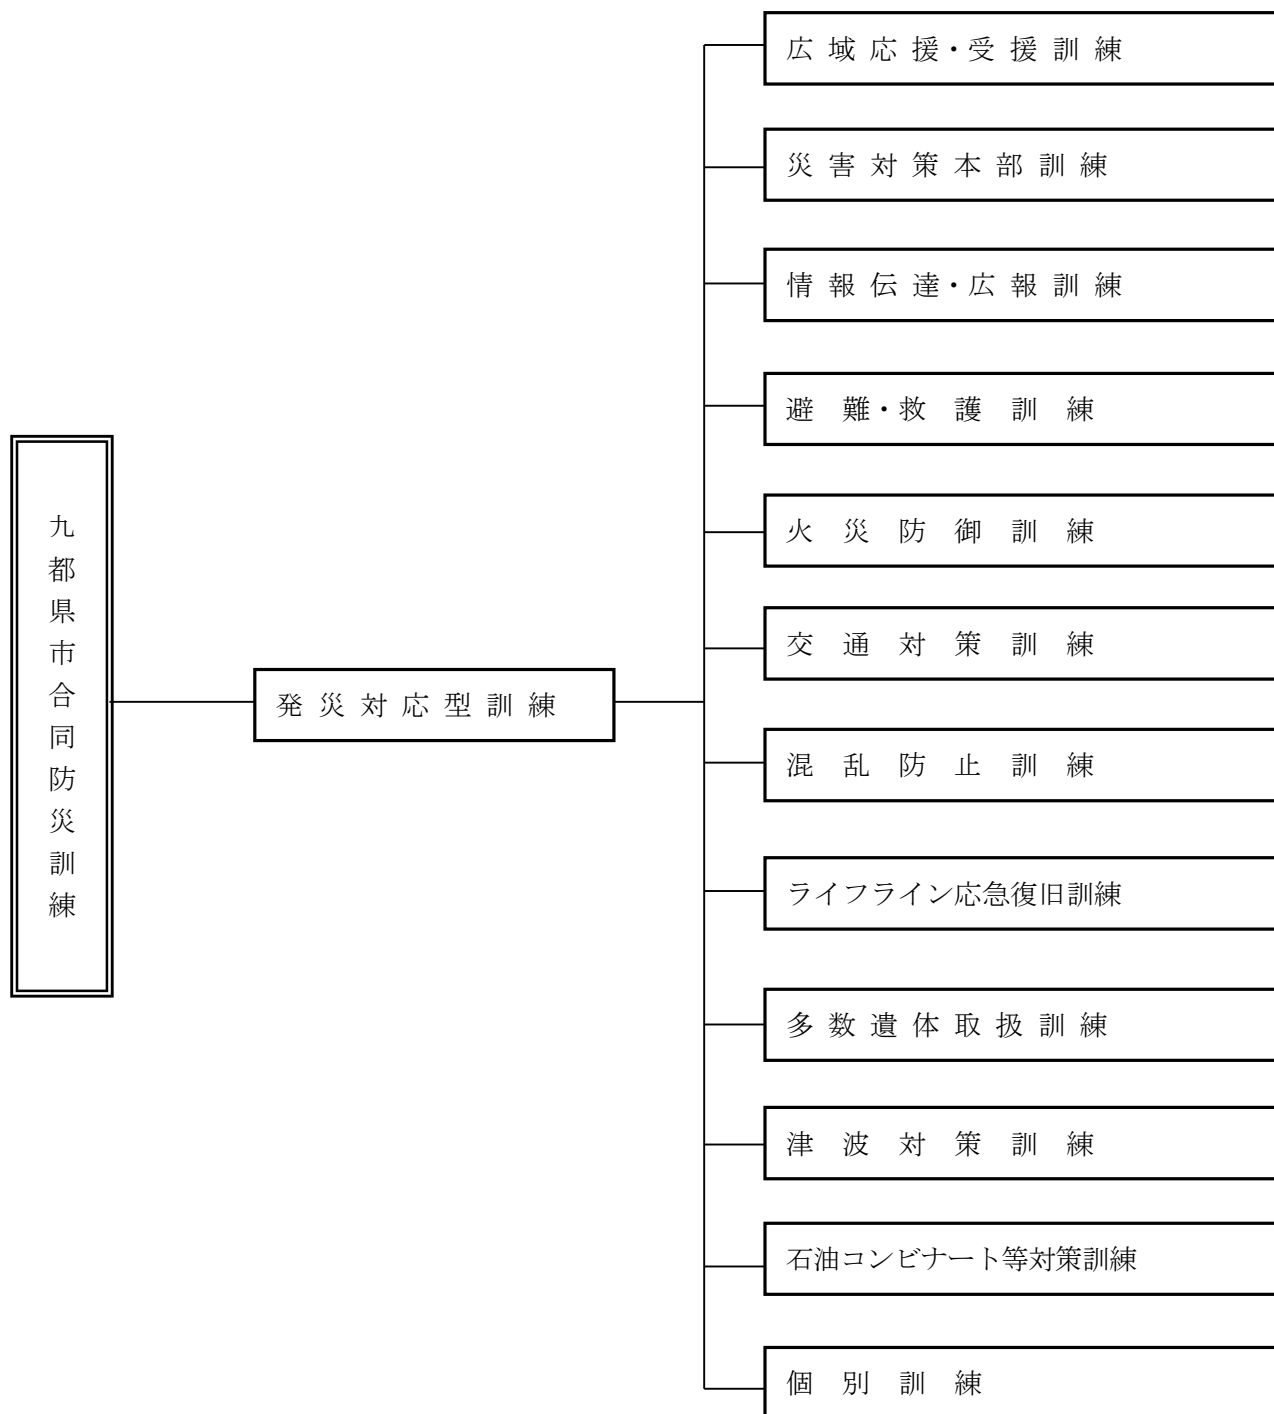 九都県市合同防災訓練
発災対応型訓練
広域応援・受援訓練
災害対策本部訓練
情報伝達・広報訓練
避難・救護訓練
火災防御訓練
交通対策訓練
混乱防止訓練
ライフライン応急復旧訓練
多数遺体取扱訓練
津波対策訓練
石油コンビナート等対策訓練
個別訓練